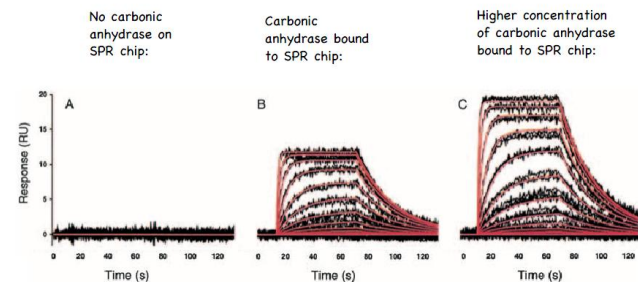 No carbonic
anhydrase on
SPR chip:
Carbonic
anhydrase bound
to SPR chip:
Higher concentration
of carbonic anhydrase
bound to SPR chip:
A
B
C
Response (RU)
20
15
10
5
0
0 20 40 60 80 100 120
0 20 40 60 80 100 120
0 20 40 60 80 100 120
Time (s)
Time (s)
Time (s)